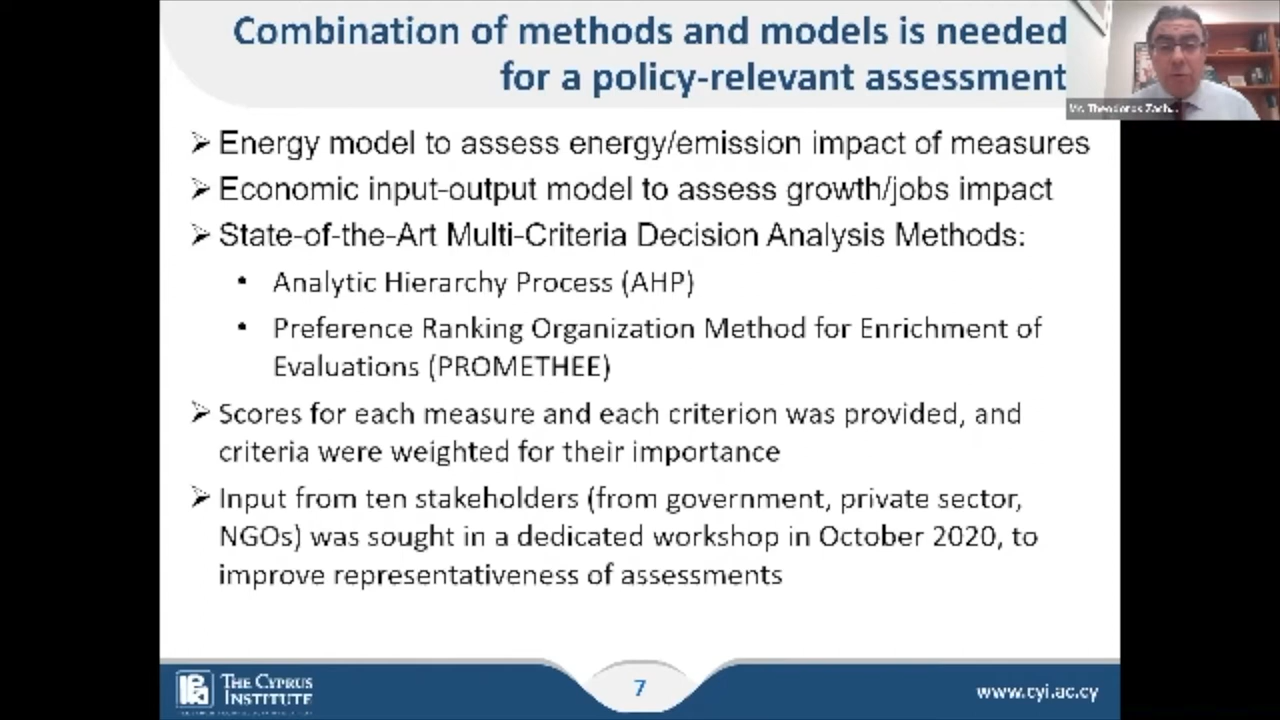 Combination of methods and models is needed
for a policy-relevant assessment
Mr. Theodoros Zach...
➢ Energy model to assess energy/emission impact of measures
➢ Economic input-output model to assess growth/jobs impact
➢ State-of-the-Art Multi-Criteria Decision Analysis Methods:
• Analytic Hierarchy Process (AHP)
• Preference Ranking Organization Method for Enrichment of
Evaluations (PROMETHEE)
➢ Scores for each measure and each criterion was provided, and
criteria were weighted for their importance
➢ Input from ten stakeholders (from government, private sector,
NGOs) was sought in a dedicated workshop in October 2020, to
improve representativeness of assessments
THE CYPRUS
INSTITUTE
7
www.cyi.ac.cy